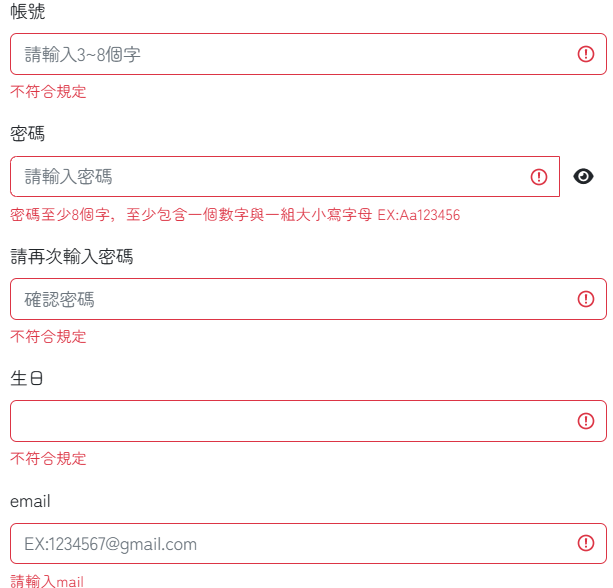 帳號
請輸入3~8個字
不符合規定
密碼
請輸入密碼
密碼至少8個字，至少包含一個數字與一組大小寫字母 EX:Aa123456
請再次輸入密碼
確認密碼
不符合規定
生日
不符合規定
email
EX:1234567@gmail.com
請輸入mail